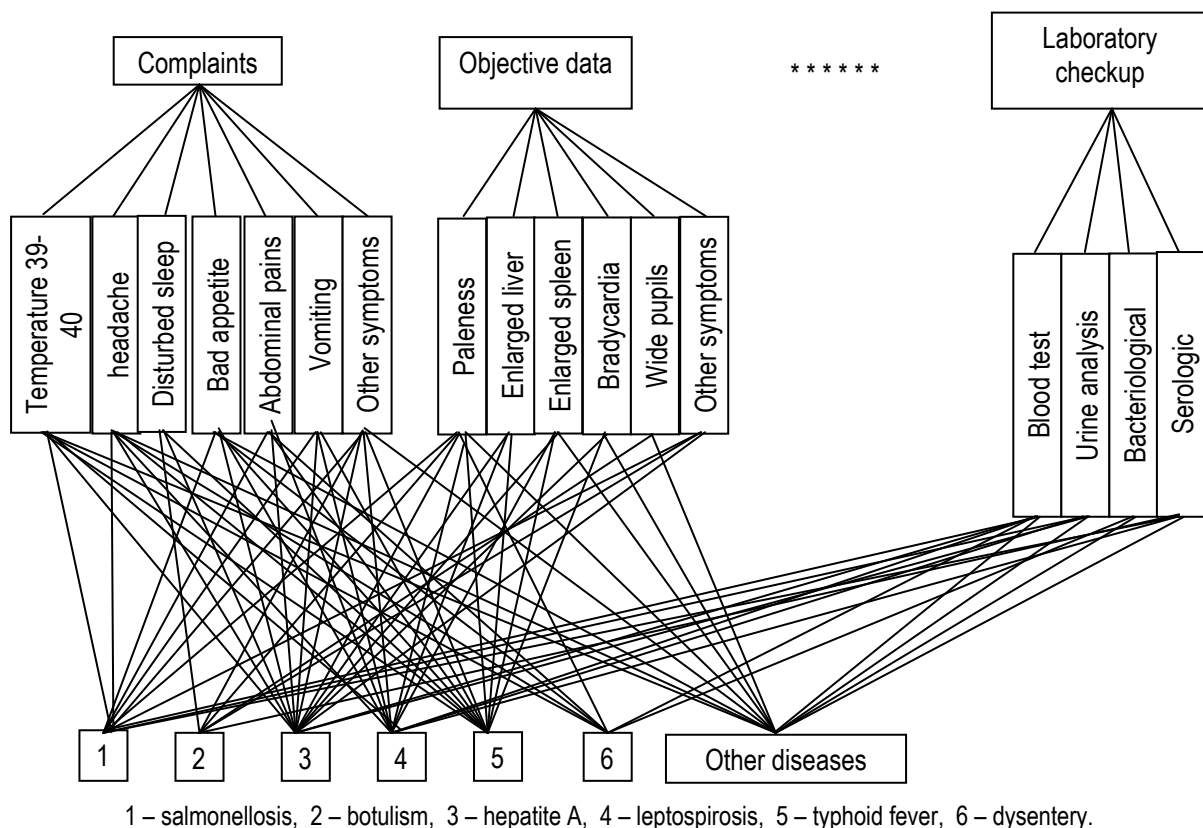 Complaints
Objective data
* * * * * *
Laboratory
checkup
Temperature 39-
40
headache
Disturbed sleep
Bad appetite
Abdominal pains
Vomiting
Other symptoms
Paleness
Enlarged liver
Enlarged spleen
Bradycardia
Wide pupils
Other symptoms
Blood test
Urine analysis
Bacteriological
Serologic
1
2
3
4
5
6
Other diseases
1 – salmonellosis, 2 – botulism, 3 – hepatite A, 4 – leptospirosis, 5 – typhoid fever, 6 – dysentery.